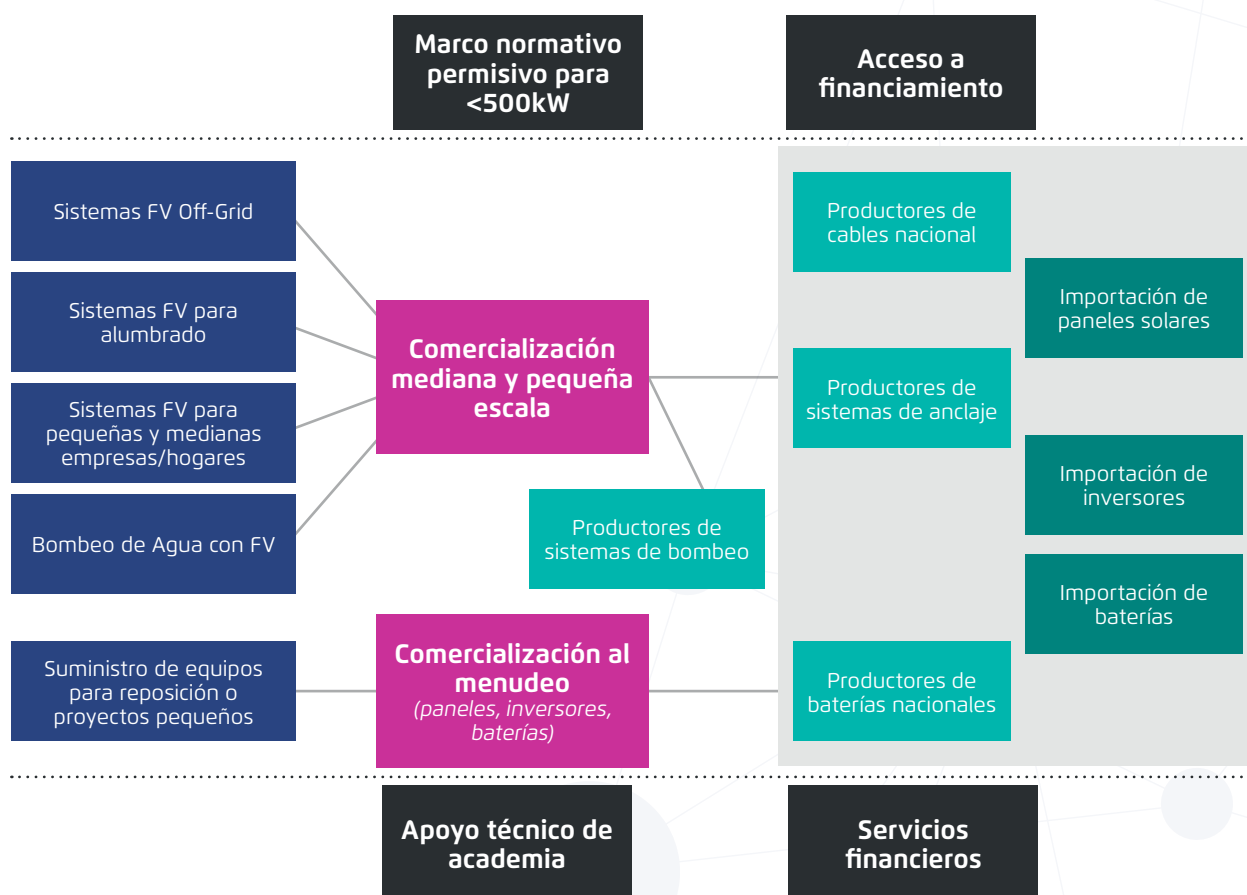 Marco normativo
permisivo para
<500kW
Acceso a
financiamiento
Sistemas FV Off-Grid
Sistemas FV para
alumbrado
Sistemas FV para
pequeñas y medianas
empresas/hogares
Bombeo de Agua con FV
Suministro de equipos
para reposición o
proyectos pequeños
Comercialización
mediana y pequeña
escala
Productores de
sistemas de bombeo
Comercialización al
menudeo
(paneles, inversores,
baterías)
Productores de
cables nacional
Importación de
paneles solares
Productores de
sistemas de anclaje
Importación de
inversores
Importación de
baterías
Productores de
baterías nacionales
Apoyo técnico de
academia
Servicios
financieros